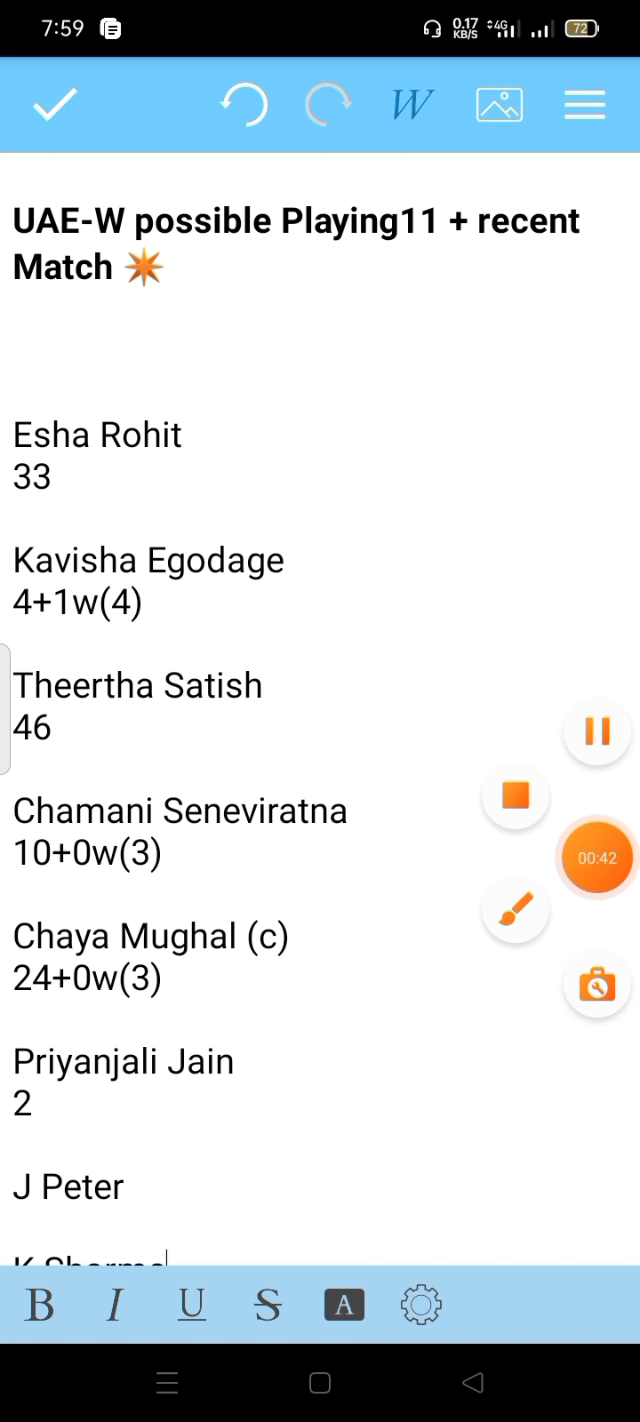 7:59
0.17
KB/S
4G
72
W
UAE-W possible Playing11 + recent
Match
Esha Rohit
33
Kavisha Egodage
4+1w(4)
Theertha Satish
46
Chamani Seneviratna
10+0w(3)
00:42
Chaya Mughal (c)
24+0w(3)
Priyanjali Jain
2
J Peter
K Sharma
B I U S A